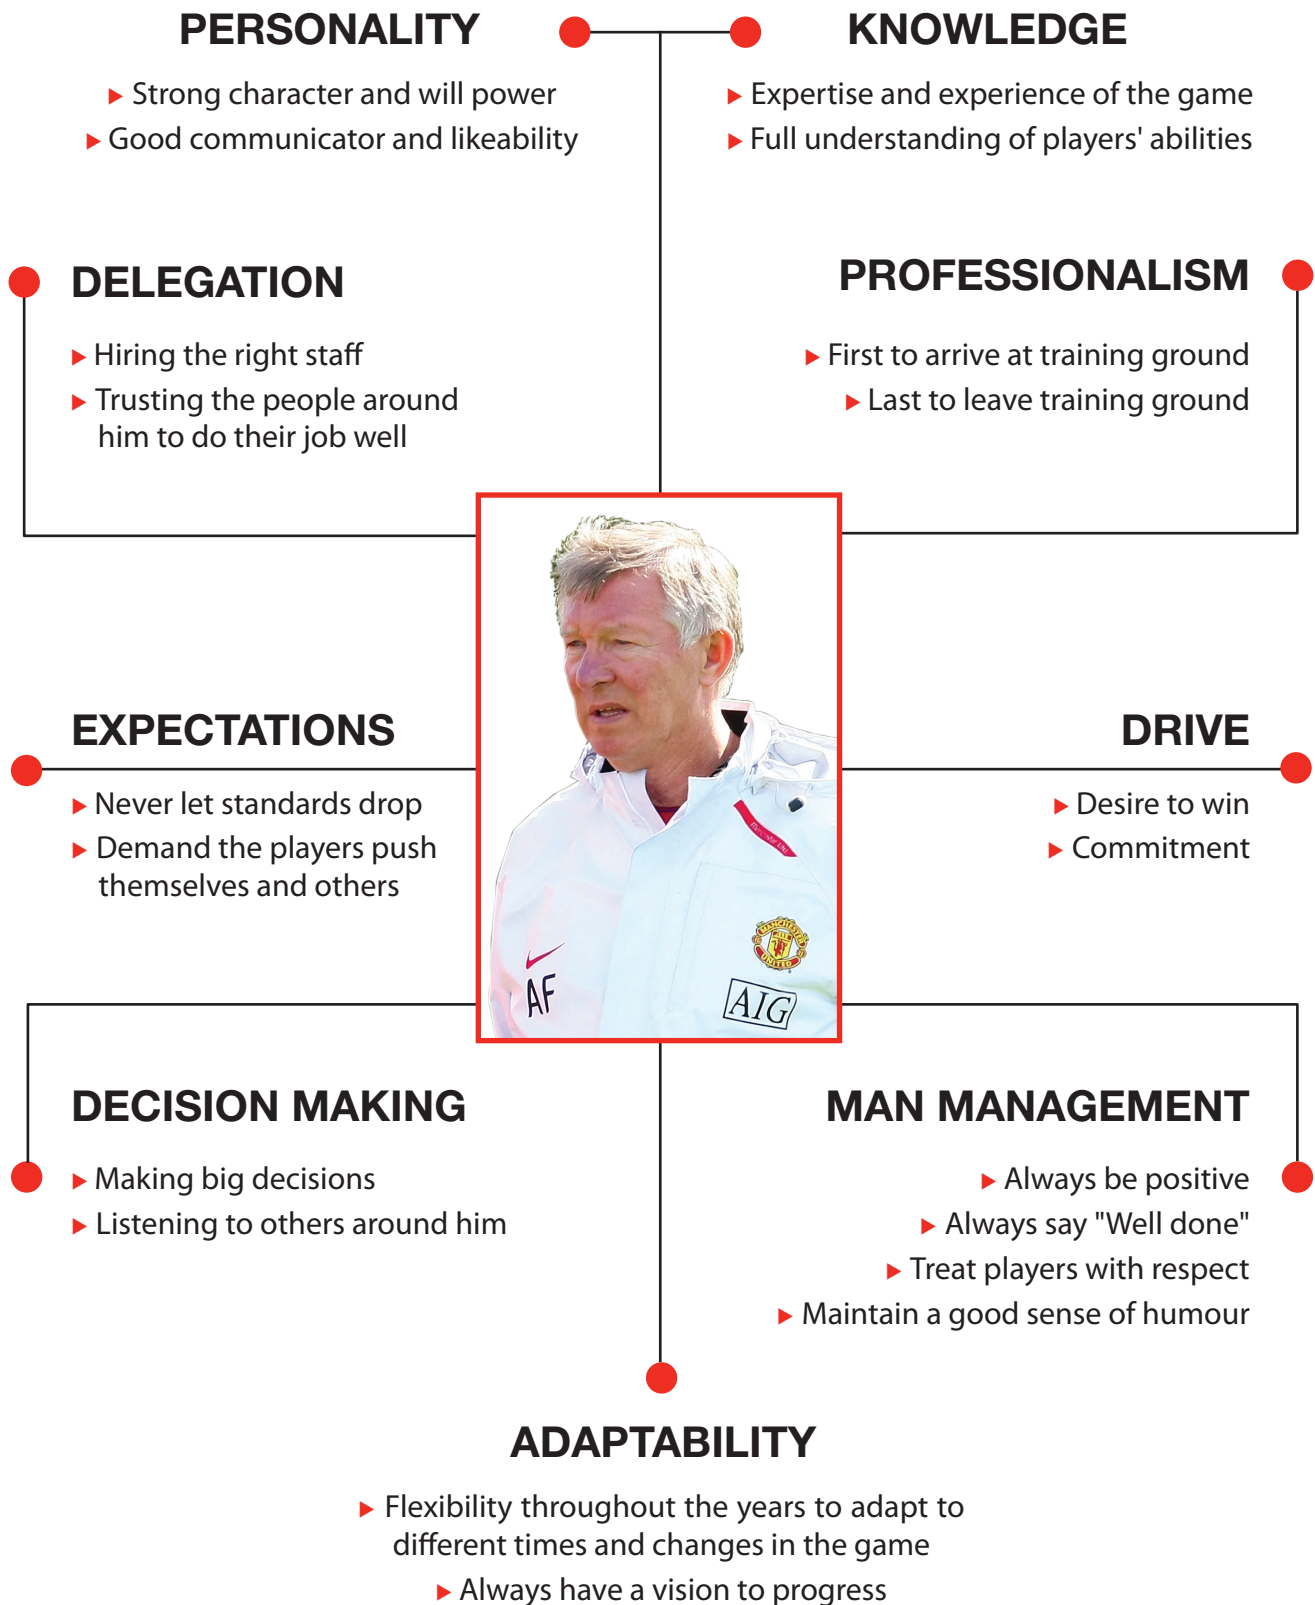 PERSONALITY
▶ Strong character and will power
▶ Good communicator and likeability
KNOWLEDGE
▶ Expertise and experience of the game
▶ Full understanding of players' abilities
DELEGATION
▶ Hiring the right staff
▶ Trusting the people around
him to do their job well
PROFESSIONALISM
▶ First to arrive at training ground
▶ Last to leave training ground
EXPECTATIONS
▶ Never let standards drop
▶ Demand the players push
themselves and others
DRIVE
▶ Desire to win
▶ Commitment
MANCHESTER
UNITED
AF
AIG
DECISION MAKING
▶ Making big decisions
▶ Listening to others around him
MAN MANAGEMENT
▶ Always be positive
▶ Always say "Well done"
▶ Treat players with respect
▶ Maintain a good sense of humour
ADAPTABILITY
▶ Flexibility throughout the years to adapt to
different times and changes in the game
▶ Always have a vision to progress